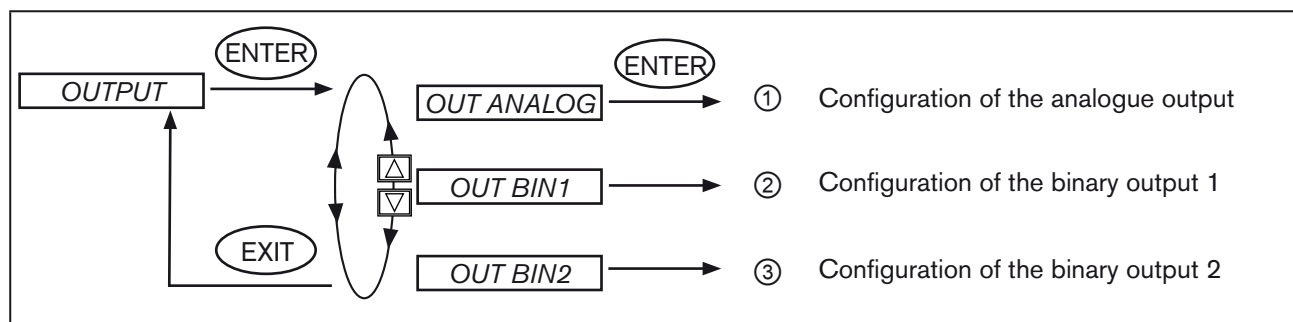 ENTER
ENTER
OUTPUT
OUT ANALOG
① Configuration of the analogue output
OUT BIN1
② Configuration of the binary output 1
EXIT
OUT BIN2
③ Configuration of the binary output 2